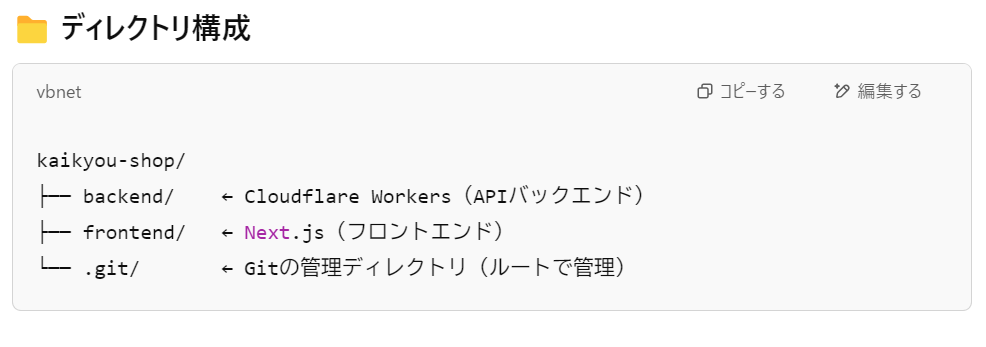 ディレクトリ構成
vbnet
コピーする
編集する
kaikyou-shop/
├── backend/    ← Cloudflare Workers（APIバックエンド）
├── frontend/   ← Next.js（フロントエンド）
└── .git/       ← Gitの管理ディレクトリ（ルートで管理）